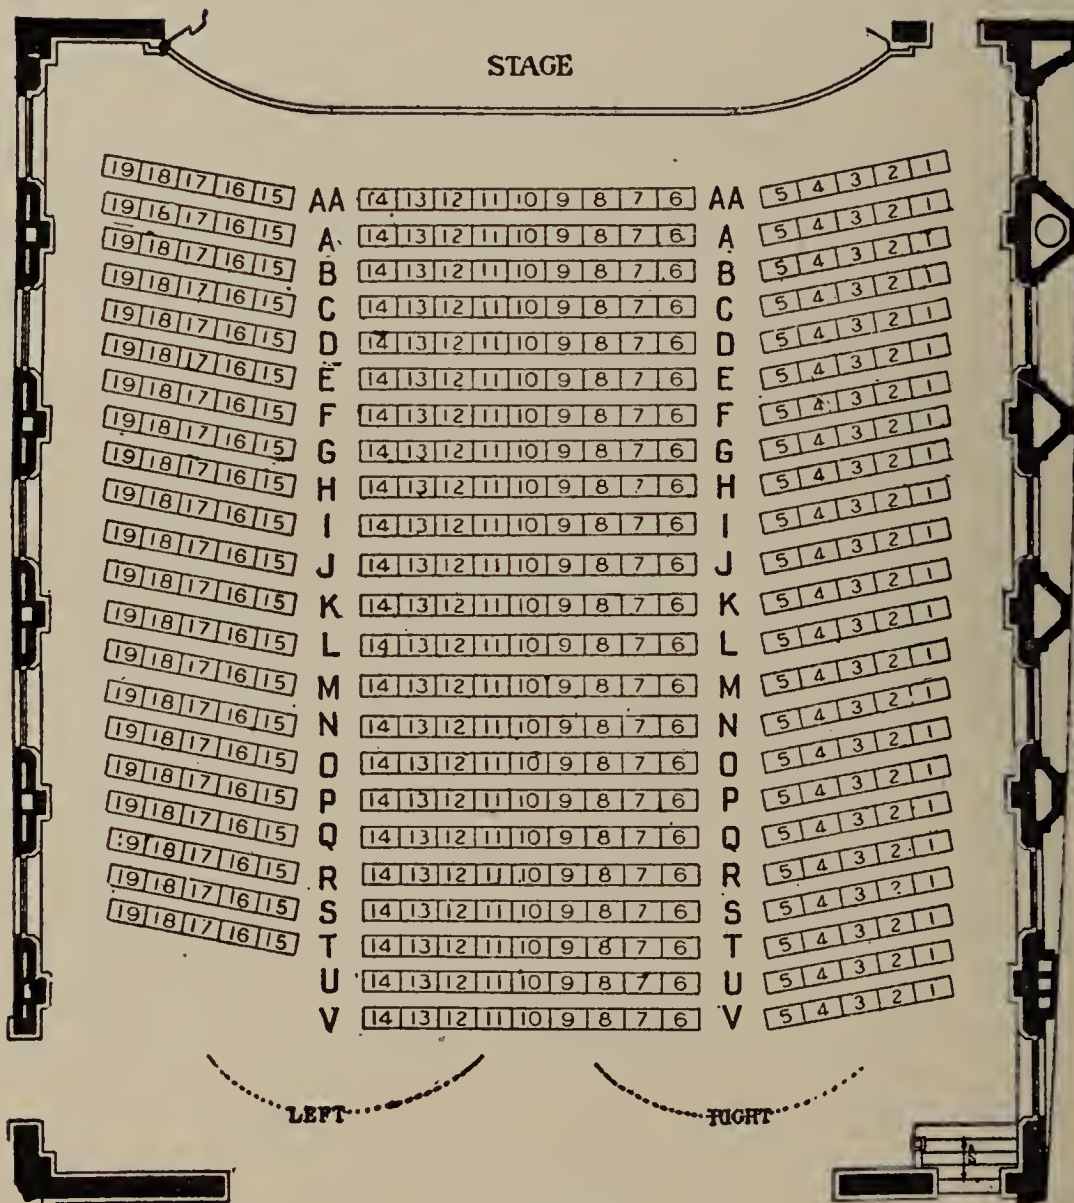 STAGE
19 18 17 16 15 AA 14 13 12 11 10 9 8 7 6 AA 5 4 3 2 1
19 16 17 16 15 A 14 13 12 11 10 9 8 7 6 A 5 4 3 2 1
19 18 17 16 15 B 14 13 12 11 10 9 8 7 6 B 5 4 3 2 1
19 18 17 16 15 C 14 13 12 11 10 9 8 7 6 C 5 4 3 2 1
19 18 17 16 15 D 14 13 12 11 10 9 8 7 6 D 5 4 3 2 1
19 18 17 16 15 E 14 13 12 11 10 9 8 7 6 E 5 4 3 2 1
19 18 17 16 15 F 14 13 12 11 10 9 8 7 6 F 5 4 3 2 1
19 18 17 16 15 G 14 13 12 11 10 9 8 7 6 G 5 4 3 2 1
19 18 17 16 15 H 14 13 12 11 10 9 8 7 6 H 5 4 3 2 1
19 18 17 16 15 I 14 13 12 11 10 9 8 7 6 I 5 4 3 2 1
19 18 17 16 15 J 14 13 12 11 10 9 8 7 6 J 5 4 3 2 1
19 18 17 16 15 K 14 13 12 11 10 9 8 7 6 K 5 4 3 2 1
19 18 17 16 15 L 14 13 12 11 10 9 8 7 6 L 5 4 3 2 1
19 18 17 16 15 M 14 13 12 11 10 9 8 7 6 M 5 4 3 2 1
19 18 17 16 15 N 14 13 12 11 10 9 8 7 6 N 5 4 3 2 1
19 18 17 16 15 O 14 13 12 11 10 9 8 7 6 O 5 4 3 2 1
19 18 17 16 15 P 14 13 12 11 10 9 8 7 6 P 5 4 3 2 1
19 18 17 16 15 Q 14 13 12 11 10 9 8 7 6 Q 5 4 3 2 1
19 18 17 16 15 R 14 13 12 11 10 9 8 7 6 R 5 4 3 2 1
19 18 17 16 15 S 14 13 12 11 10 9 8 7 6 S 5 4 3 2 1
19 18 17 16 15 T 14 13 12 11 10 9 8 7 6 T 5 4 3 2 1
U 14 13 12 11 10 9 8 7 6 U 5 4 3 2 1
V 14 13 12 11 10 9 8 7 6 V 5 4 3 2 1
LEFT RIGHT